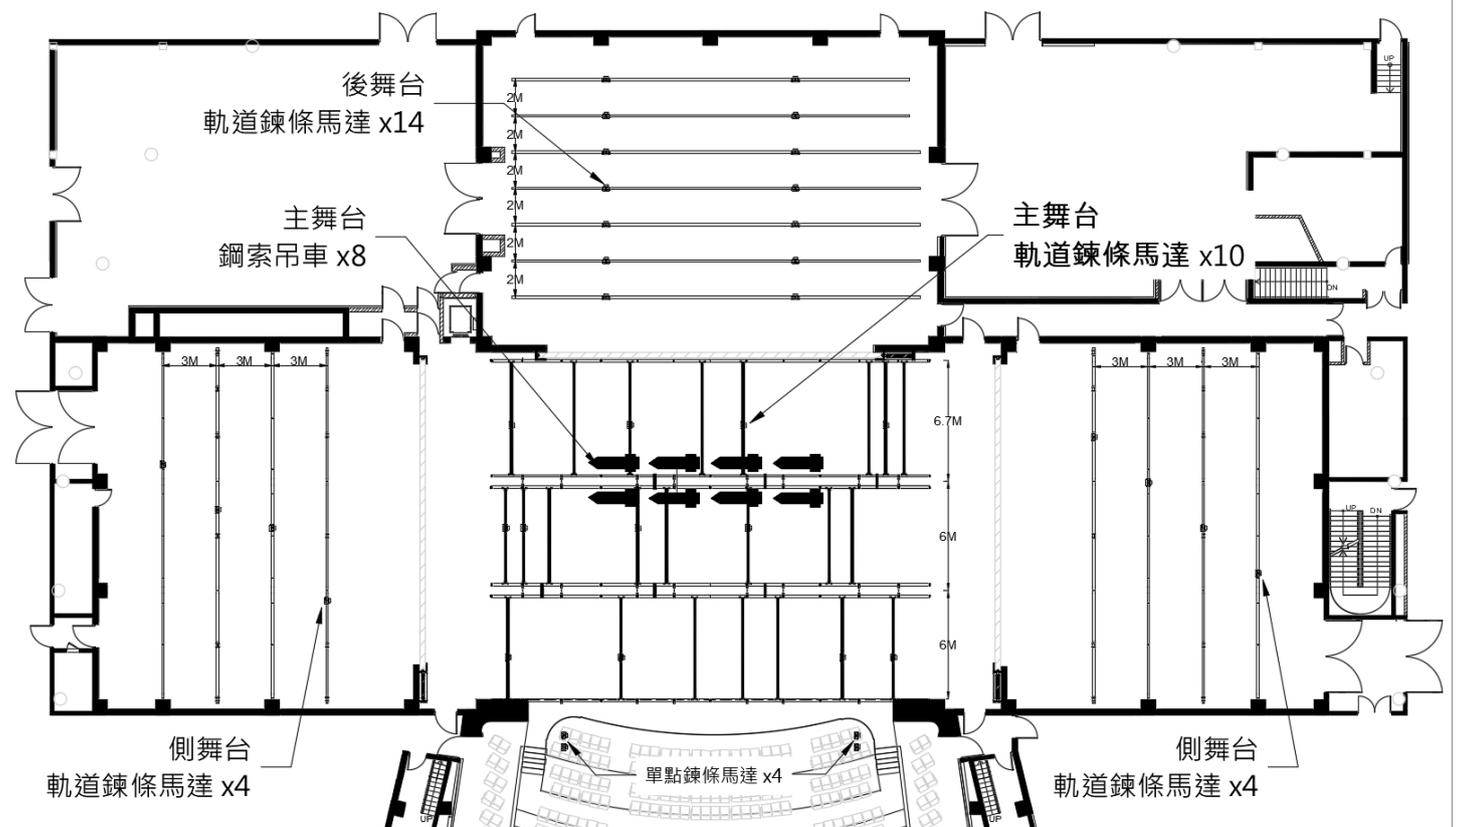 UP
後舞台
軌道鍊條馬達 x14
2M
2M
2M
2M
2M
2M
主舞台
鋼索吊車 x8
主舞台
軌道鍊條馬達 x10
DN
3M
3M
3M
3M
3M
3M
6.7M
6M
6M
UP
DN
側舞台
軌道鍊條馬達 x4
單點鍊條馬達 x4
側舞台
軌道鍊條馬達 x4
UP
UP